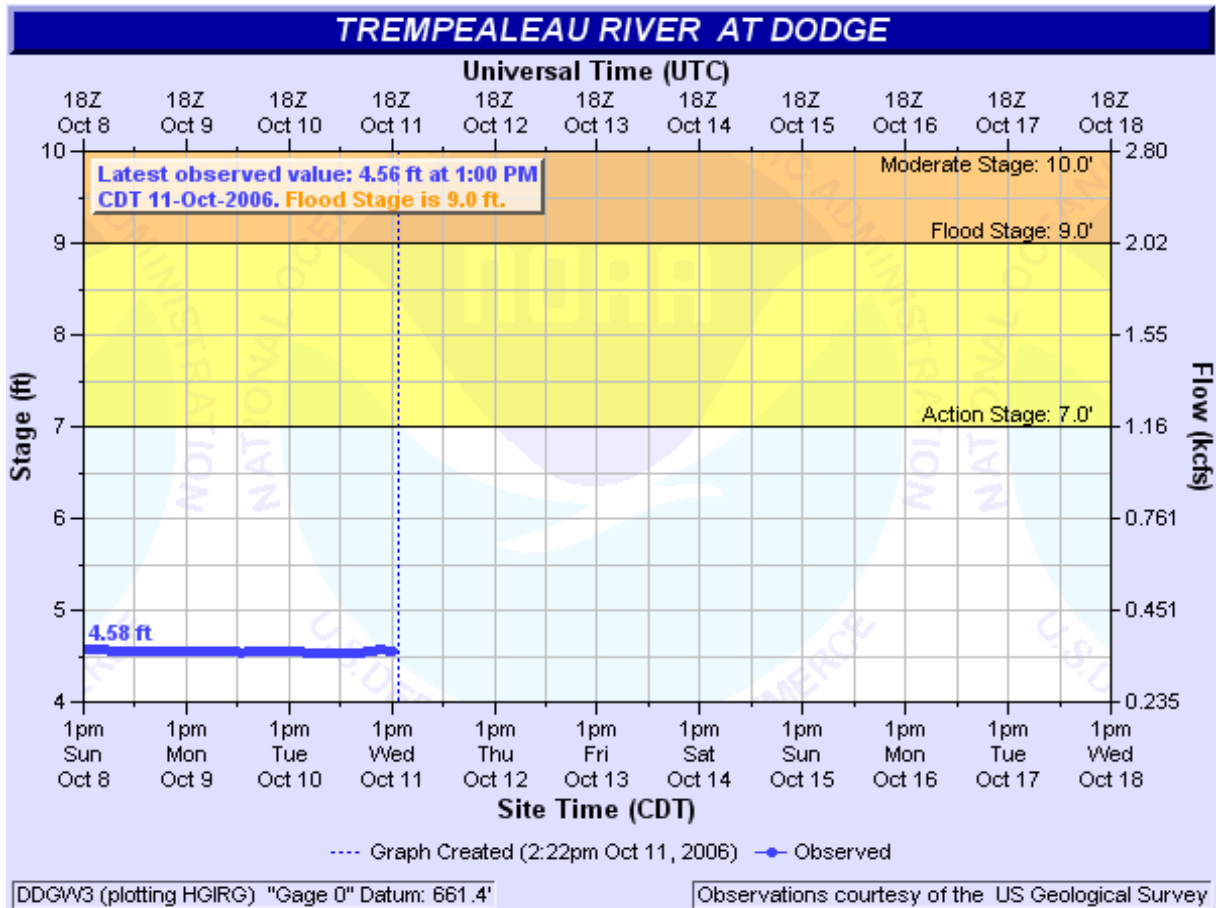 TREMPEALEAU RIVER AT DODGE
Universal Time (UTC)
18Z 18Z 18Z 18Z 18Z 18Z 18Z 18Z 18Z 18Z 18Z
Oct 8 Oct 9 Oct 10 Oct 11 Oct 12 Oct 13 Oct 14 Oct 15 Oct 16 Oct 17 Oct 18
Latest observed value: 4.56 ft at 1:00 PM
CDT 11-Oct-2006. Flood Stage is 9.0 ft.
Moderate Stage: 10.0'
Flood Stage: 9.0'
Action Stage: 7.0'
NOAA
Stage (ft)
10
9
8
7
6
5
4
4.58 ft
Flow (kcfs)
2.80
2.02
1.55
1.16
0.761
0.451
0.235
1pm 1pm 1pm 1pm 1pm 1pm 1pm 1pm 1pm 1pm 1pm
Sun Mon Tue Wed Thu Fri Sat Sun Mon Tue Wed
Oct 8 Oct 9 Oct 10 Oct 11 Oct 12 Oct 13 Oct 14 Oct 15 Oct 16 Oct 17 Oct 18
Site Time (CDT)
Graph Created (2:22pm Oct 11, 2006) Observed
DDGW3 (plotting HGIRG) "Gage 0" Datum: 661.4'
Observations courtesy of the US Geological Survey